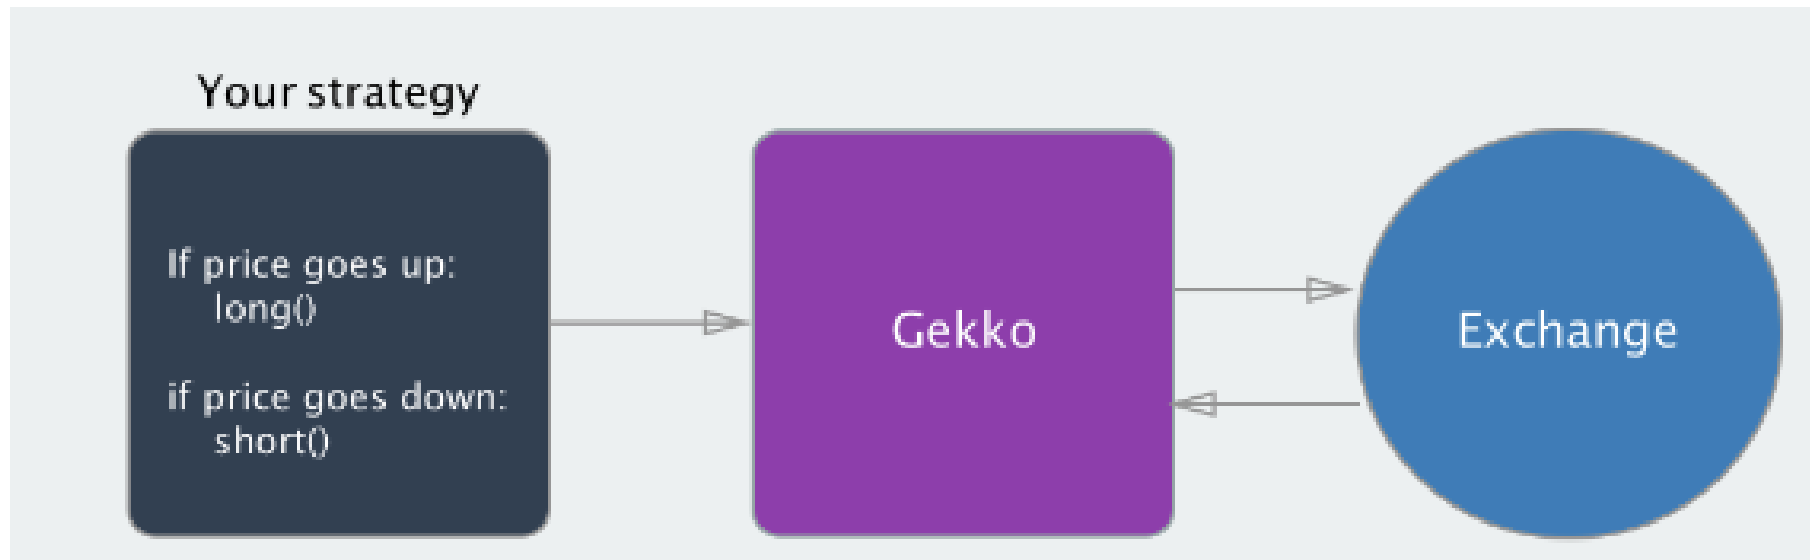 Your strategy
If price goes up:
long()
if price goes down:
short()
Gekko
Exchange